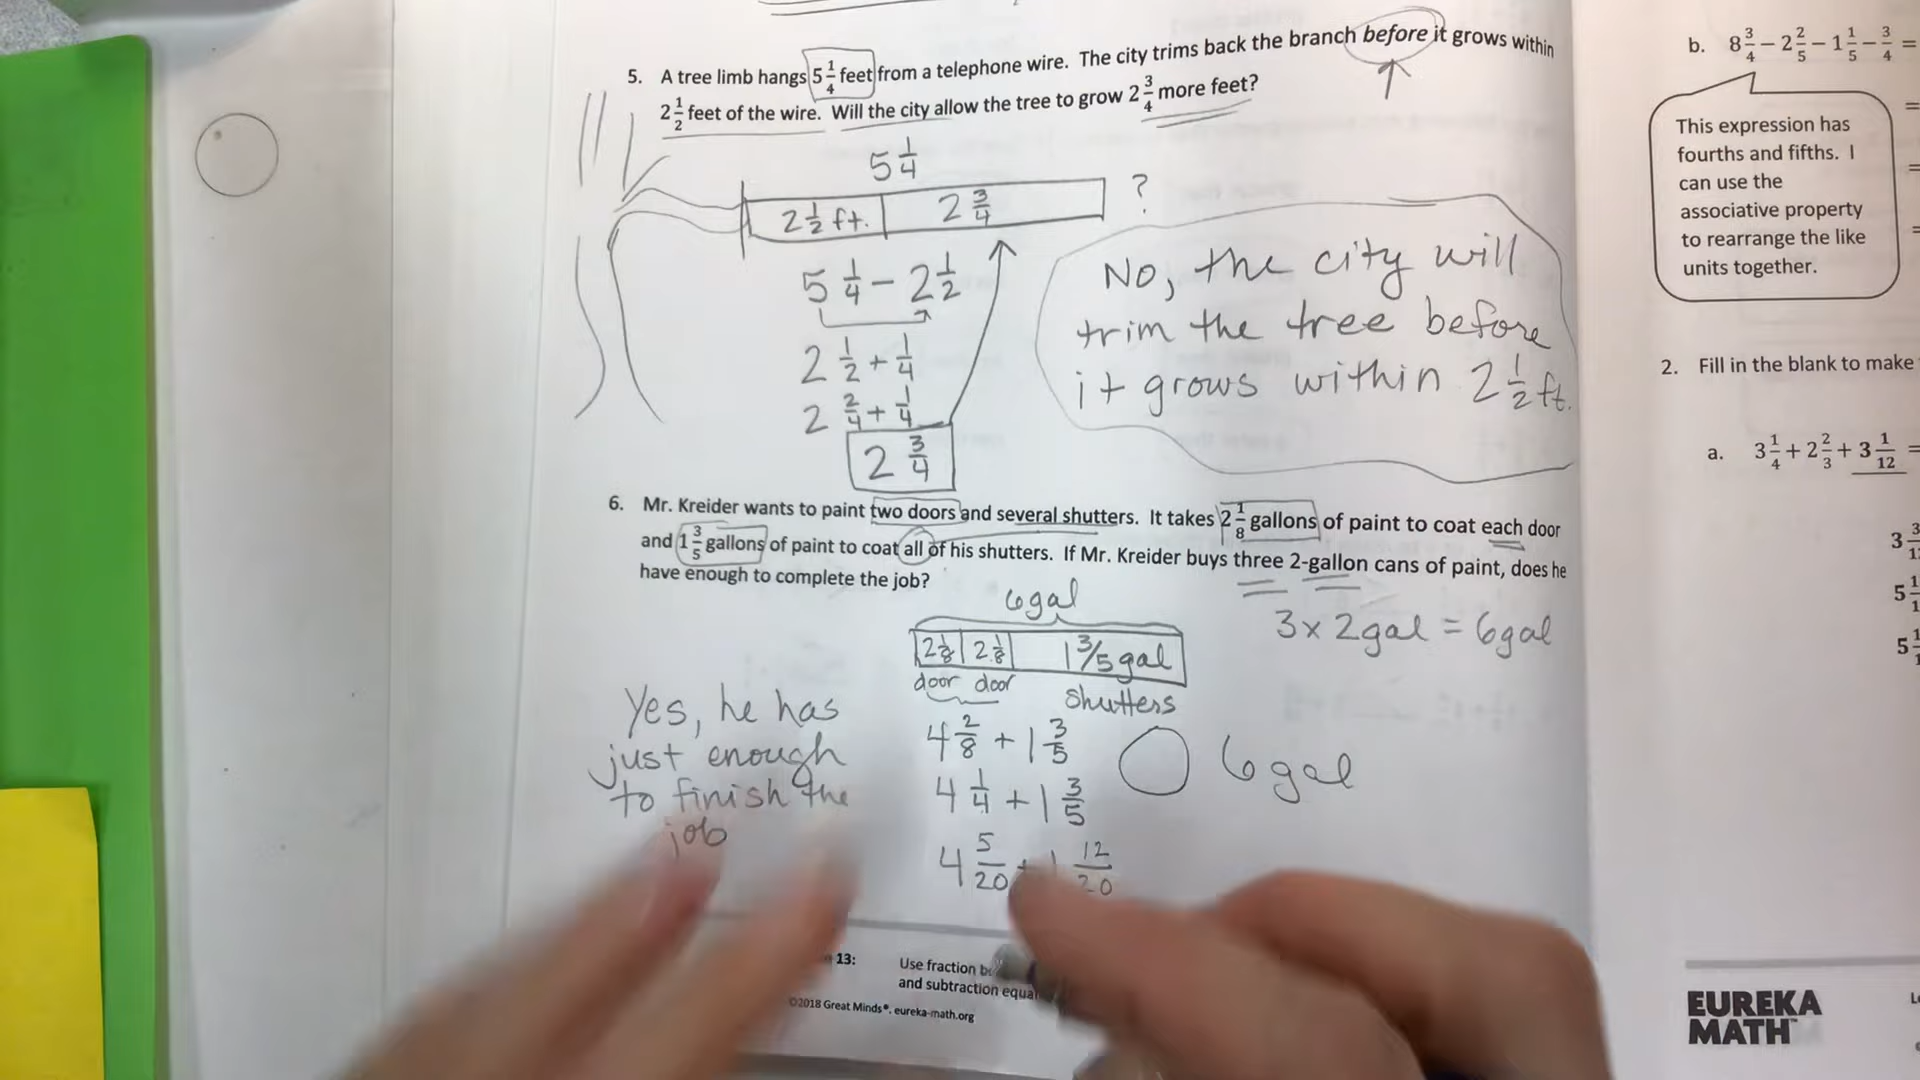 5. A tree limb hangs 5 1/4 feet from a telephone wire. The city trims back the branch before it grows within
2 1/2 feet of the wire. Will the city allow the tree to grow 2 3/4 more feet?
5 1/4
2 1/2 ft. 2 3/4 ?
5 1/4 - 2 1/2
2 1/2 + 1/4
2 2/4 + 1/4
2 3/4
No, the city will
trim the tree before
it grows within 2 1/2 ft.
6. Mr. Kreider wants to paint two doors and several shutters. It takes 2 1/8 gallons of paint to coat each door
and 1 3/5 gallons of paint to coat all of his shutters. If Mr. Kreider buys three 2-gallon cans of paint, does he
have enough to complete the job?
6gal
3 x 2gal = 6gal
2 1/8 2 1/8 1 3/5 gal
door door shutters
Yes, he has
just enough
to finish the
job
4 2/8 + 1 3/5 6 gal
4 1/4 + 1 3/5
4 5/20 + 1 12/20
13: Use fraction
and subtraction
©2018 Great Minds®. eureka-math.org
b. 8 3/4 − 2 2/5 − 1 1/5 − 3/4 =
=
=
=
This expression has
fourths and fifths. I
can use the
associative property
to rearrange the like
units together.
2. Fill in the blank to make
a. 3 1/4 + 2 2/3 + 3 1/12 =
EUREKA
MATH™